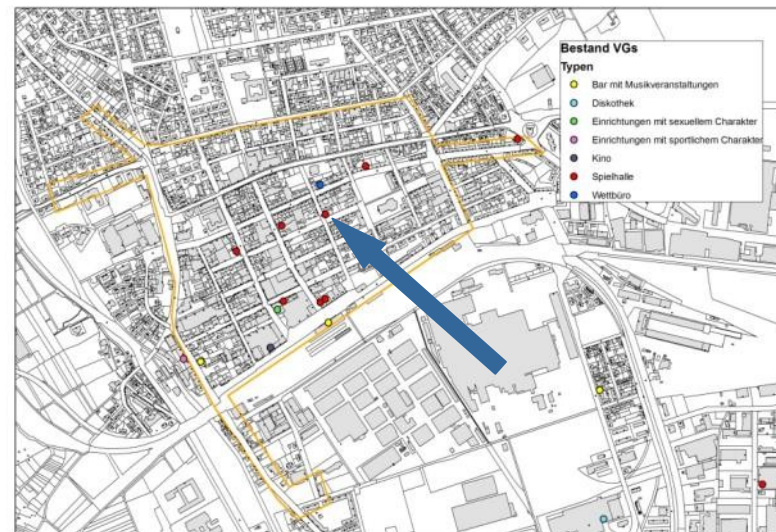 Bestand VGs
Typen
Bar mit Musikveranstaltungen
Diskothek
Einrichtungen mit sexuellem Charakter
Einrichtungen mit sportlichem Charakter
Kino
Spielhalle
Wettbüro